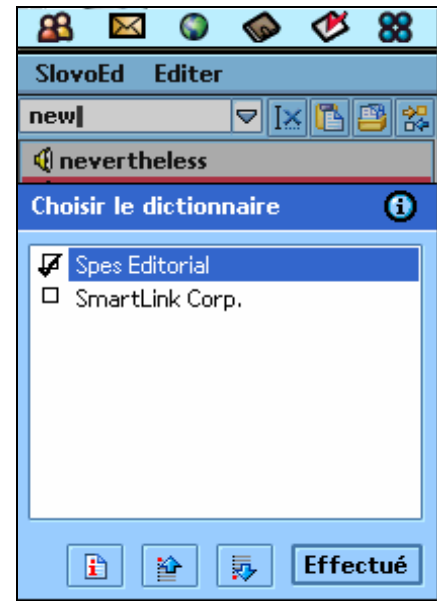 SlovoEd Editer
new
nevertheless
Choisir le dictionnaire
Spes Editorial
SmartLink Corp.
Effectué